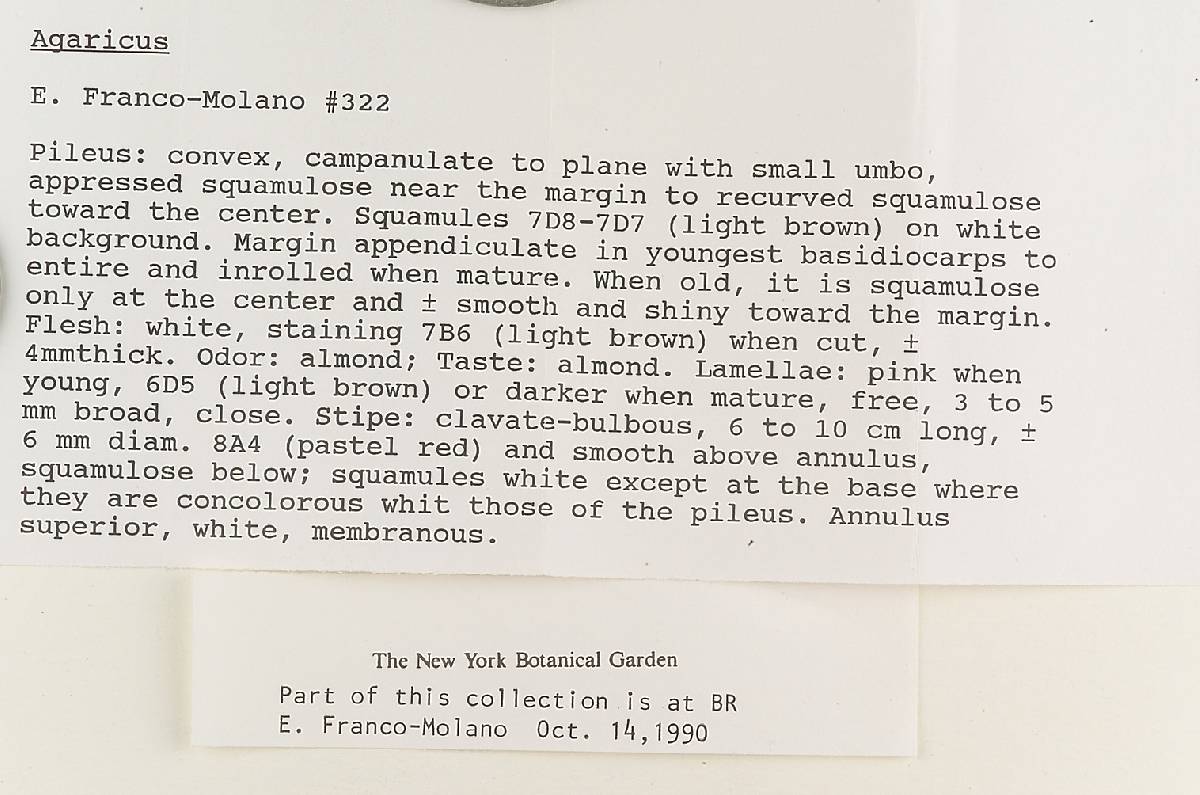 Agaricus
E. Franco-Molano #322
Pileus: convex, campanulate to plane with small umbo,
appressed squamulose near the margin to recurved squamulose
toward the center. Squamules 7D8-7D7 (light brown) on white
background. Margin appendiculate in youngest basidiocarps to
entire and inrolled when mature. When old, it is squamulose
only at the center and ± smooth and shiny toward the margin.
Flesh: white, staining 7B6 (light brown) when cut, ±
4mmthick. Odor: almond; Taste: almond. Lamellae: pink when
young, 6D5 (light brown) or darker when mature, free, 3 to 5
mm broad, close. Stipe: clavate-bulbous, 6 to 10 cm long, ±
6 mm diam. 8A4 (pastel red) and smooth above annulus,
squamulose below; squamules white except at the base where
they are concolorous whit those of the pileus. Annulus
superior, white, membranous.
The New York Botanical Garden
Part of this collection is at BR
E. Franco-Molano Oct. 14,1990